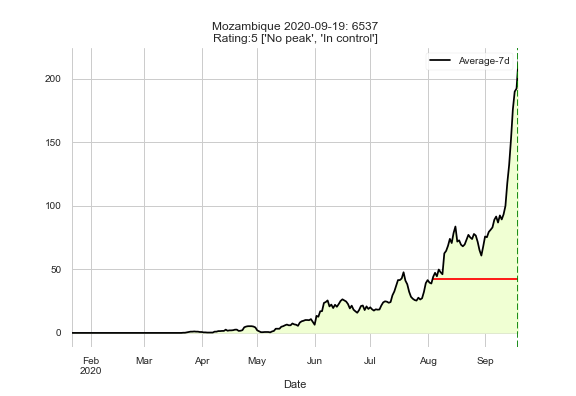 Mozambique 2020-09-19: 6537
Rating:5 ['No peak', 'In control']
Average-7d
200
150
100
50
0
Feb Mar Apr May Jun Jul Aug Sep
2020
Date